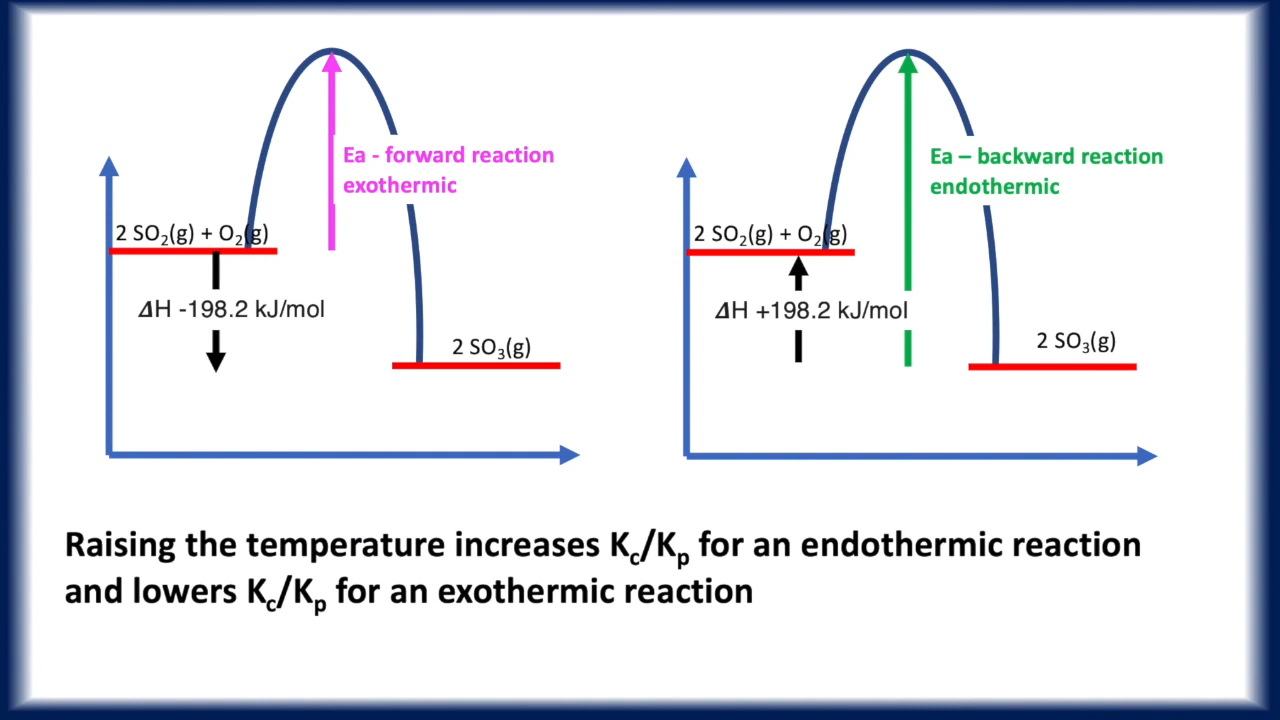 Ea - forward reaction
exothermic
2 SO₂(g) + O₂(g)
𝜟H -198.2 kJ/mol
2 SO₃(g)
Ea – backward reaction
endothermic
2 SO₂(g) + O₂(g)
𝜟H +198.2 kJ/mol
2 SO₃(g)
Raising the temperature increases K꜀/Kₚ for an endothermic reaction
and lowers K꜀/Kₚ for an exothermic reaction